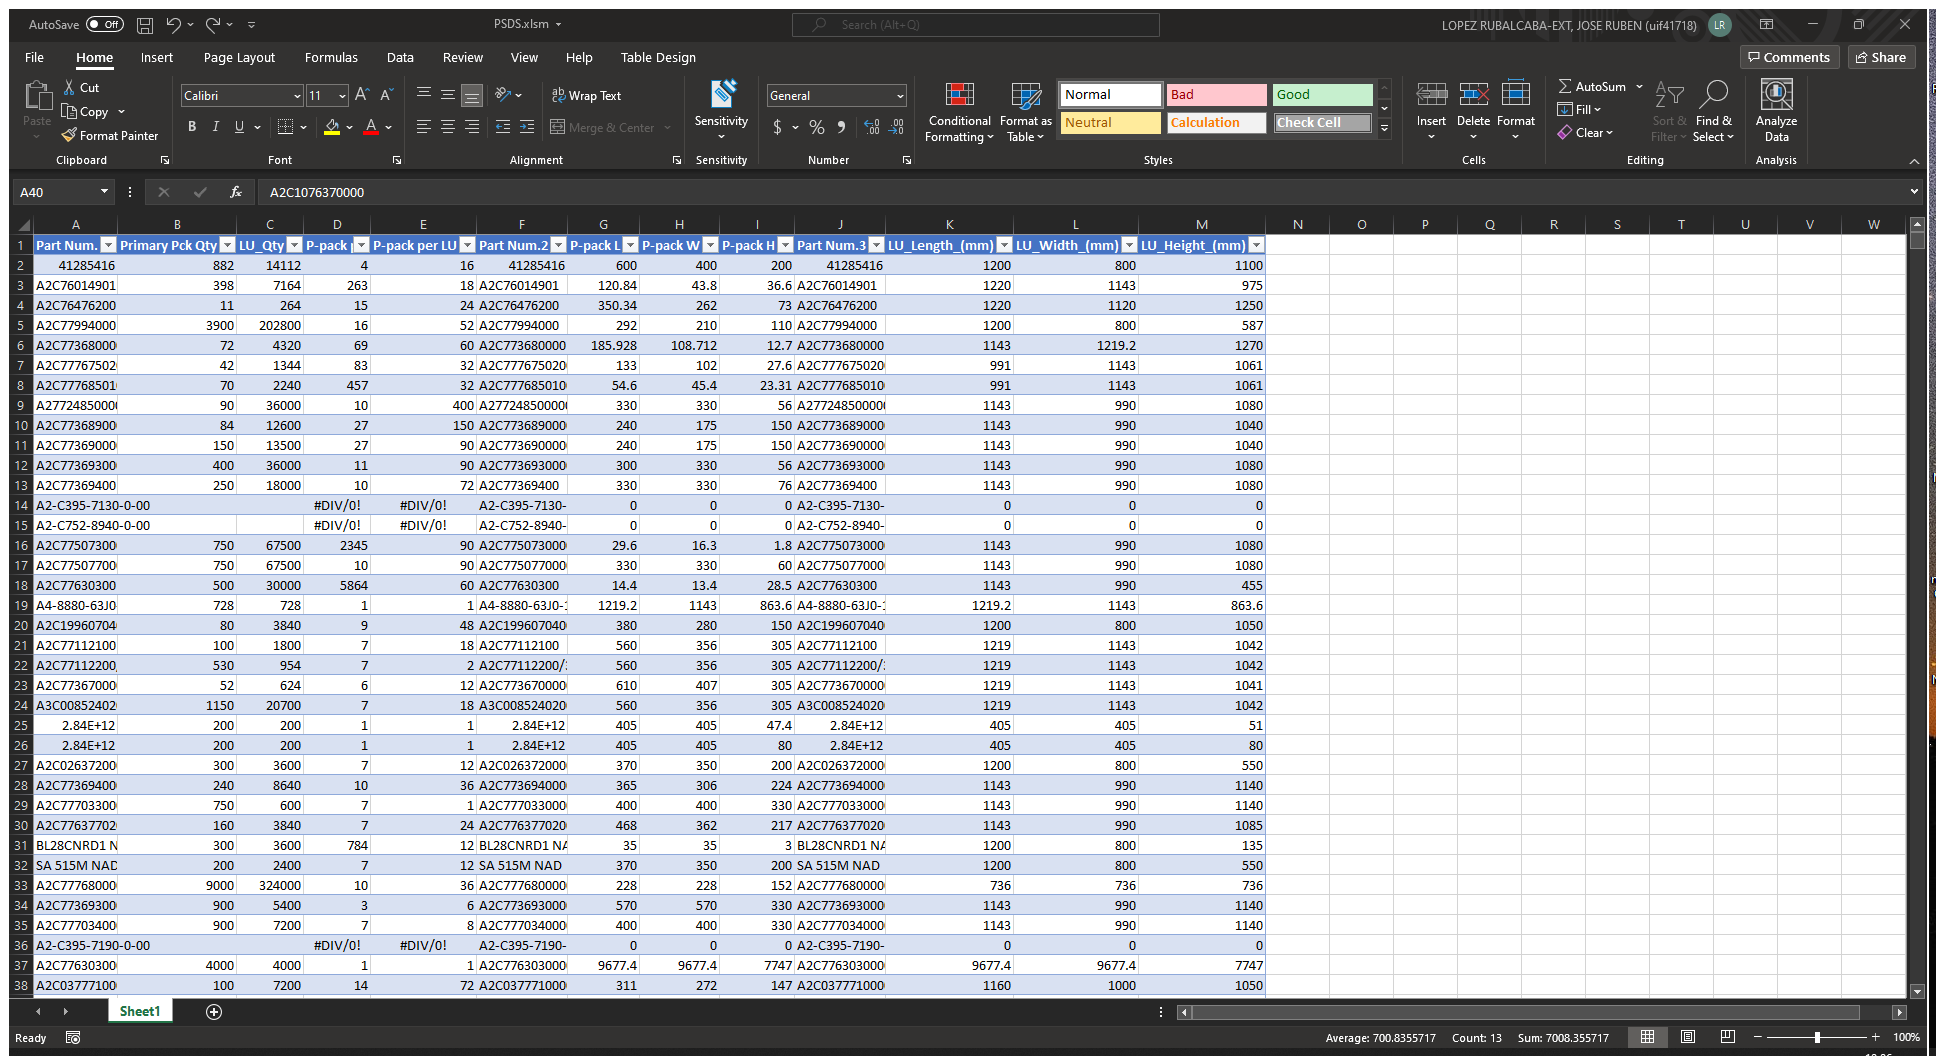 AutoSave Off PSDS.xlsm Search (Alt+Q) LOPEZ RUBALCABA-EXT, JOSE RUBEN (uif41718) LR
File Home Insert Page Layout Formulas Data Review View Help Table Design Comments Share
Paste Cut Copy Format Painter Clipboard
Calibri 11 B I U A Font
Wrap Text Merge & Center Alignment
Sensitivity Sensitivity
General $ % Number
Conditional Formatting Format as Table Normal Bad Good Neutral Calculation Check Cell Styles
Insert Delete Format Cells
AutoSum Fill Clear Sort & Filter Find & Select Editing
Analyze Data Analysis
A40 fx A2C1076370000
A B C D E F G H I J K L M N O P Q R S T U V W
1 Part Num. Primary Pck Qty LU_Qty P-pack P-pack per LU Part Num.2 P-pack L P-pack W P-pack H Part Num.3 LU_Length_(mm) LU_Width_(mm) LU_Height_(mm)
2 41285416 882 14112 4 16 41285416 600 400 200 41285416 1200 800 1100
3 A2C76014901 398 7164 263 18 A2C76014901 120.84 43.8 36.6 A2C76014901 1220 1143 975
4 A2C76476200 11 264 15 24 A2C76476200 350.34 262 73 A2C76476200 1220 1120 1250
5 A2C77994000 3900 202800 16 52 A2C77994000 292 210 110 A2C77994000 1200 800 587
6 A2C773680000 72 4320 69 60 A2C773680000 185.928 108.712 12.7 A2C773680000 1143 1219.2 1270
7 A2C77767502 42 1344 83 32 A2C777675020 133 102 27.6 A2C777675020 991 1143 1061
8 A2C77768501 70 2240 457 32 A2C777685010 54.6 45.4 23.31 A2C777685010 991 1143 1061
9 A2772485000 90 36000 10 400 A27724850000 330 330 56 A27724850000 1143 990 1080
10 A2C77368900 84 12600 27 150 A2C773689000 240 175 150 A2C773689000 1143 990 1040
11 A2C77369000 150 13500 27 90 A2C773690000 240 175 150 A2C773690000 1143 990 1040
12 A2C77369300 400 36000 11 90 A2C773693000 300 330 56 A2C773693000 1143 990 1080
13 A2C77369400 250 18000 10 72 A2C77369400 330 330 76 A2C77369400 1143 990 1080
14 A2-C395-7130-0-00 #DIV/0! #DIV/0! A2-C395-7130- 0 0 0 A2-C395-7130- 0 0 0
15 A2-C752-8940-0-00 #DIV/0! #DIV/0! A2-C752-8940- 0 0 0 A2-C752-8940- 0 0 0
16 A2C77507300 750 67500 2345 90 A2C775073000 29.6 16.3 1.8 A2C775073000 1143 990 1080
17 A2C77507700 750 67500 10 90 A2C775077000 330 330 60 A2C775077000 1143 990 1080
18 A2C77630300 500 30000 5864 60 A2C77630300 14.4 13.4 28.5 A2C77630300 1143 990 455
19 A4-8880-63J0- 728 728 1 1 A4-8880-63J0-1 1219.2 1143 863.6 A4-8880-63J0-1 1219.2 1143 863.6
20 A2C19960704 80 3840 9 48 A2C199607040 380 280 150 A2C199607040 1200 800 1050
21 A2C77112100 100 1800 7 18 A2C77112100 560 356 305 A2C77112100 1219 1143 1042
22 A2C77112200 530 954 7 2 A2C77112200/ 560 356 305 A2C77112200/ 1219 1143 1042
23 A2C77367000 52 624 6 12 A2C773670000 610 407 305 A2C773670000 1219 1143 1041
24 A3C00852402 1150 20700 7 18 A3C008524020 560 356 305 A3C008524020 1219 1143 1042
25 2.84E+12 200 200 1 1 2.84E+12 405 405 47.4 2.84E+12 405 405 51
26 2.84E+12 200 200 1 1 2.84E+12 405 405 80 2.84E+12 405 405 80
27 A2C02637200 300 3600 7 12 A2C026372000 370 350 200 A2C026372000 1200 800 550
28 A2C77369400 240 8640 10 36 A2C773694000 365 306 224 A2C773694000 1143 990 1140
29 A2C77703300 750 600 7 1 A2C777033000 400 400 330 A2C777033000 1143 990 1140
30 A2C77637702 160 3840 7 24 A2C776377020 468 362 217 A2C776377020 1143 990 1085
31 BL28CNRD1 N 300 3600 784 12 BL28CNRD1 NA 35 35 3 BL28CNRD1 NA 1200 800 135
32 SA 515M NAD 200 2400 7 12 SA 515M NAD 370 350 200 SA 515M NAD 1200 800 550
33 A2C77768000 9000 324000 10 36 A2C777680000 228 228 152 A2C777680000 736 736 736
34 A2C77369300 900 5400 3 6 A2C773693000 570 570 330 A2C773693000 1143 990 1140
35 A2C77703400 900 7200 7 8 A2C777034000 400 400 330 A2C777034000 1143 990 1140
36 A2-C395-7190-0-00 #DIV/0! #DIV/0! A2-C395-7190- 0 0 0 A2-C395-7190- 0 0 0
37 A2C77630300 4000 4000 1 1 A2C776303000 9677.4 9677.4 7747 A2C776303000 9677.4 9677.4 7747
38 A2C03777100 100 7200 14 72 A2C037771000 311 272 147 A2C037771000 1160 1000 1050
Sheet1
Ready Average: 700.8355717 Count: 13 Sum: 7008.355717 100%